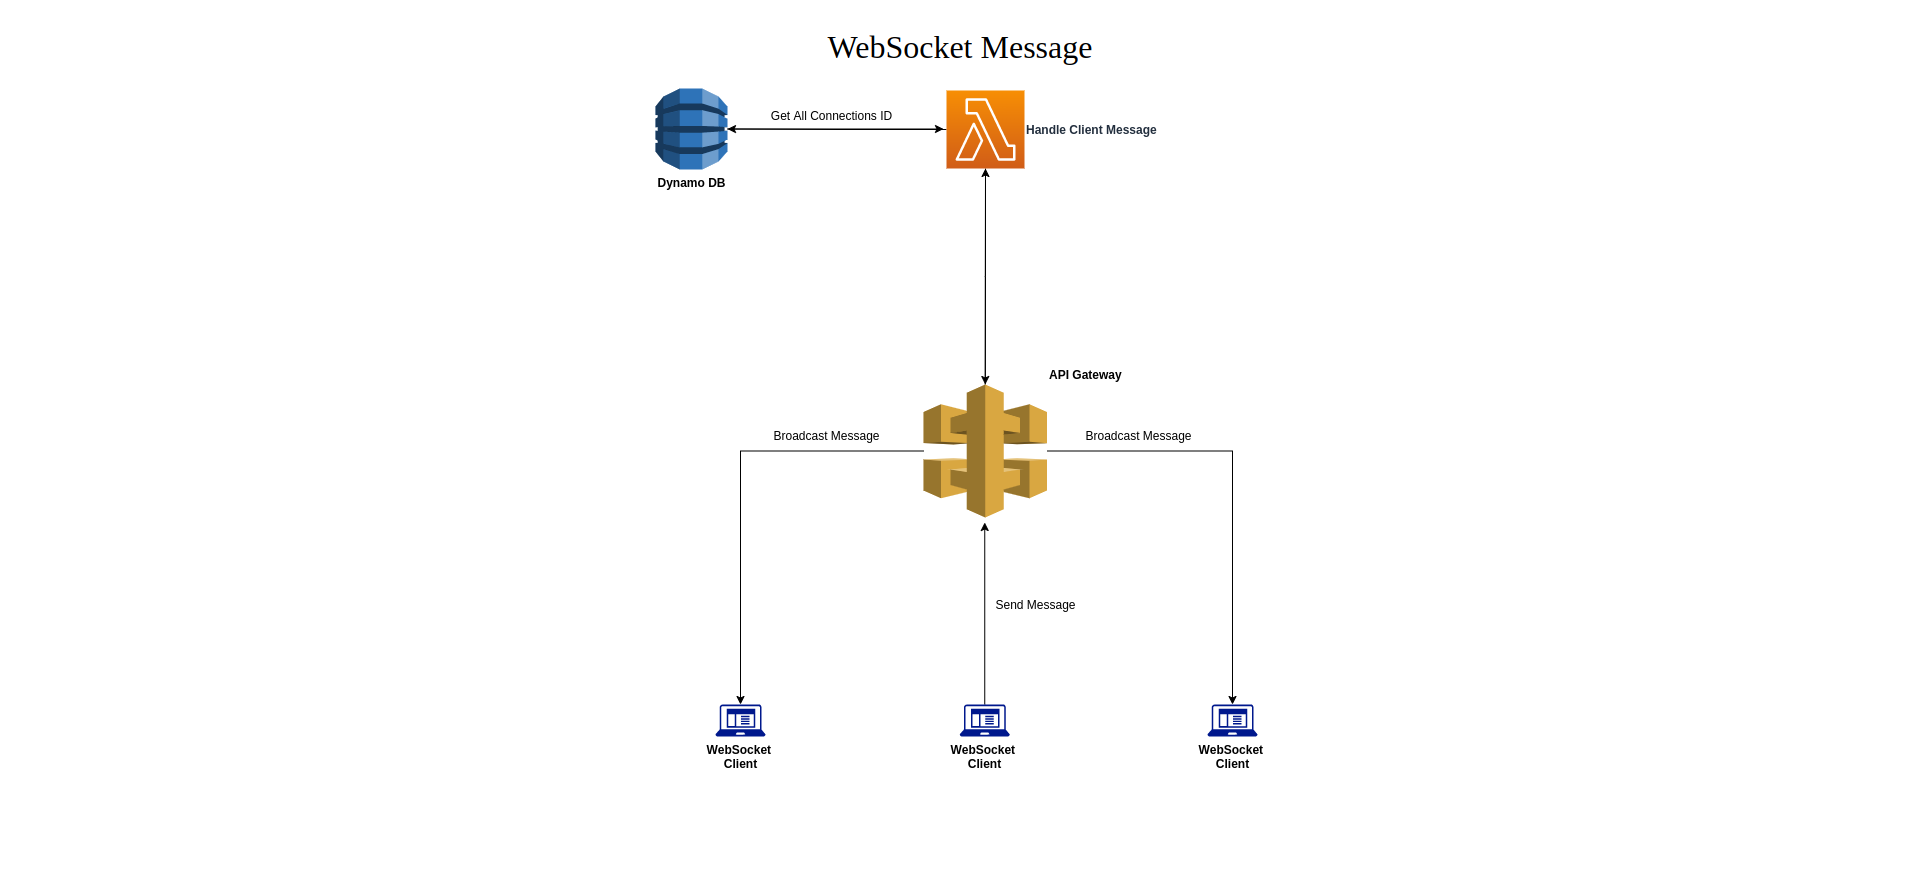 WebSocket Message
Get All Connections ID
Handle Client Message
Dynamo DB
API Gateway
Broadcast Message
Broadcast Message
Send Message
WebSocket
Client
WebSocket
Client
WebSocket
Client